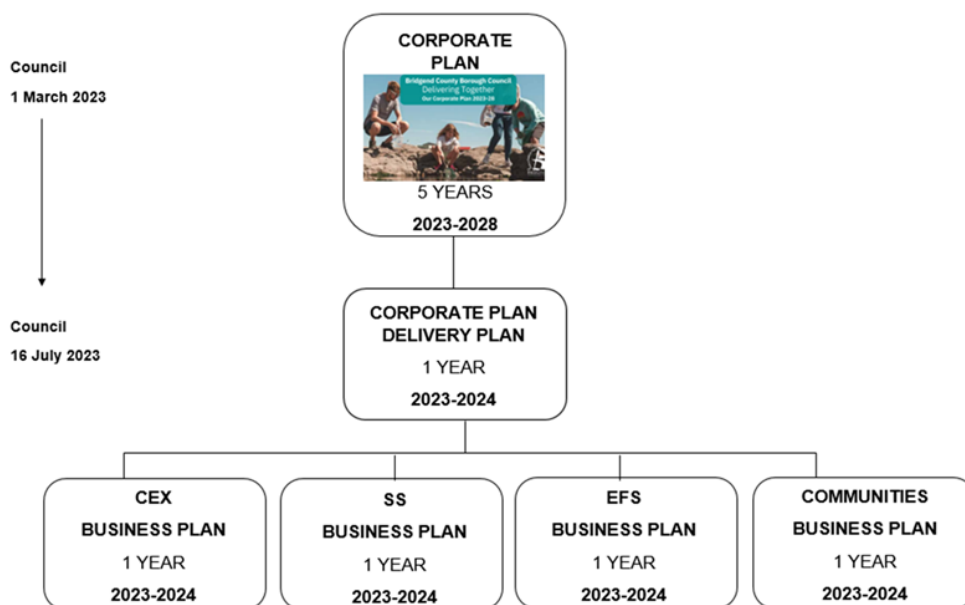 Council
1 March 2023
CORPORATE
PLAN
Bridgend County Borough Council
Delivering Together
Our Corporate Plan 2023-28
5 YEARS
2023-2028
Council
16 July 2023
CORPORATE PLAN
DELIVERY PLAN
1 YEAR
2023-2024
CEX
BUSINESS PLAN
1 YEAR
2023-2024
SS
BUSINESS PLAN
1 YEAR
2023-2024
EFS
BUSINESS PLAN
1 YEAR
2023-2024
COMMUNITIES
BUSINESS PLAN
1 YEAR
2023-2024